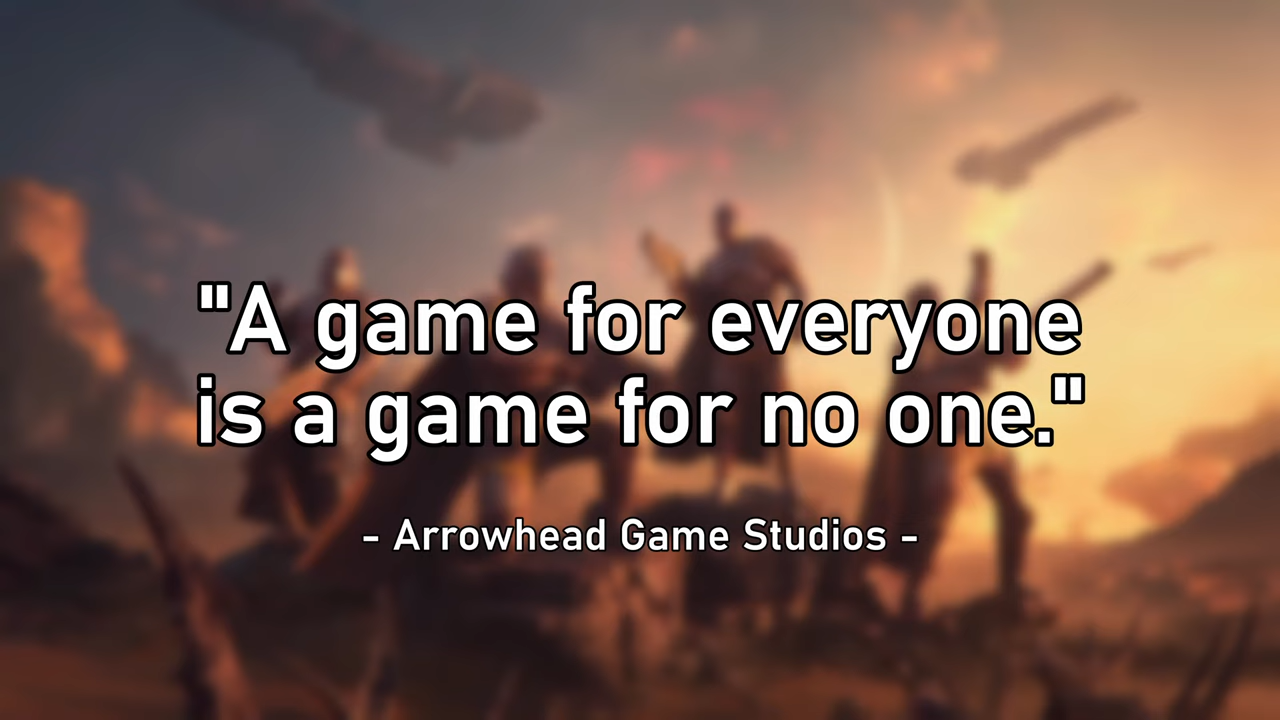 "A game for everyone
is a game for no one."
- Arrowhead Game Studios -